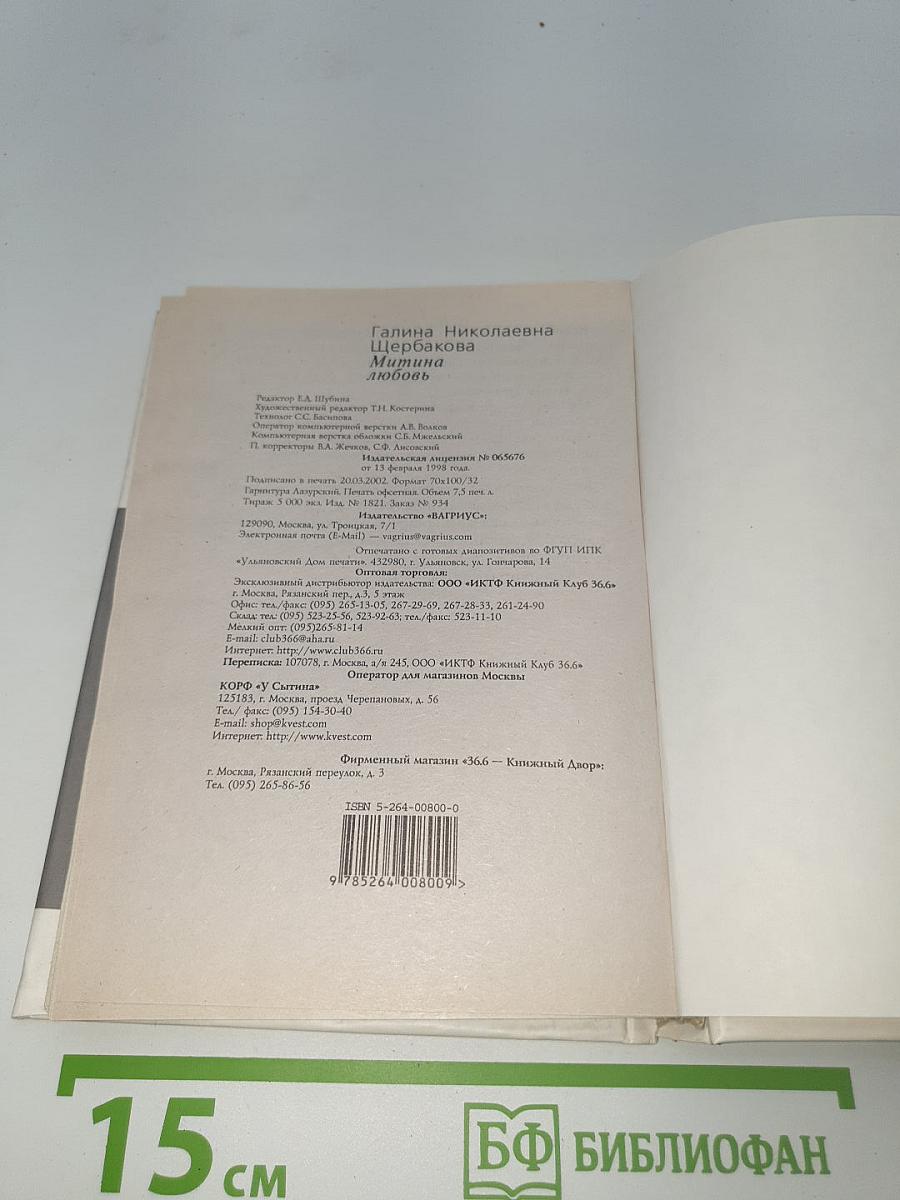 Галина Николаевна
Щербакова
Митина
любовь
Редактор Е.Д. Шубина
Художественный редактор Т.Н. Костерина
Технолог С.С. Басипова
Оператор компьютерной верстки А.В. Волков
Компьютерная верстка обложки С.Б. Мжельский
П. корректоры В.А. Жечков, С.Ф. Лисовский
Издательская лицензия № 065676
от 13 февраля 1998 года.
Подписано в печать 20.03.2002. Формат 70х100/32
Гарнитура Лазурский. Печать офсетная. Объем 7,5 печ. л.
Тираж 5 000 экз. Изд. № 1821. Заказ № 934
Издательство «ВАГРИУС»:
129090, Москва, ул. Троицкая, 7/1
Электронная почта (E-Mail) — vagrius@vagrius.com
Отпечатано с готовых диапозитивов во ФГУП ИПК
«Ульяновский Дом печати». 432980, г. Ульяновск, ул. Гончарова, 14
Оптовая торговля:
Эксклюзивный дистрибьютор издательства: ООО «ИКТФ Книжный Клуб 36.6»
г. Москва, Рязанский пер., д.3, 5 этаж
Офис: тел./факс: (095) 265-13-05, 267-29-69, 267-28-33, 261-24-90
Склад: тел: (095) 523-25-56, 523-92-63; тел./факс: 523-11-10
Мелкий опт: (095)265-81-14
E-mail: club366@aha.ru
Интернет: http://www.club366.ru
Переписка: 107078, г. Москва, а/я 245, ООО «ИКТФ Книжный Клуб 36.6»
Оператор для магазинов Москвы
КОРФ «У Сытина»
125183, г. Москва, проезд Черепановых, д. 56
Тел./ факс: (095) 154-30-40
E-mail: shop@kvest.com
Интернет: http://www.kvest.com
Фирменный магазин «36.6 — Книжный Двор»:
г. Москва, Рязанский переулок, д. 3
Тел. (095) 265-86-56
ISBN 5-264-00800-0
9 785264 008009 >
15 см
БФ БИБЛИОФАН